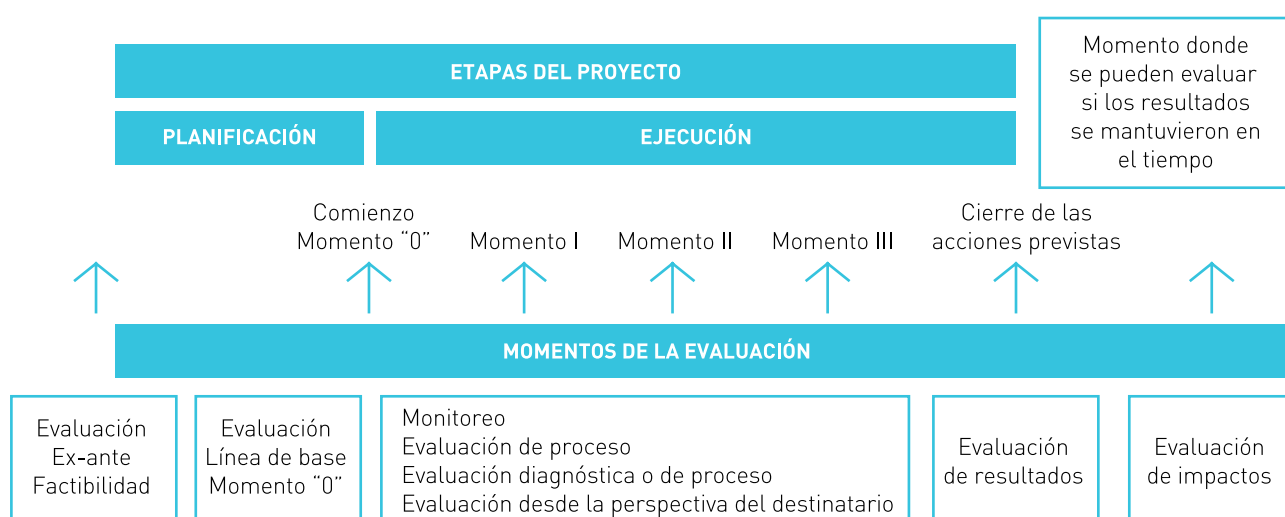 ETAPAS DEL PROYECTO
PLANIFICACIÓN
EJECUCIÓN
Momento donde
se pueden evaluar
si los resultados
se mantuvieron en
el tiempo
Comienzo
Momento "0"
Momento I
Momento II
Momento III
Cierre de las
acciones previstas
MOMENTOS DE LA EVALUACIÓN
Evaluación
Ex-ante
Factibilidad
Evaluación
Línea de base
Momento "0"
Monitoreo
Evaluación de proceso
Evaluación diagnóstica o de proceso
Evaluación desde la perspectiva del destinatario
Evaluación
de resultados
Evaluación
de impactos